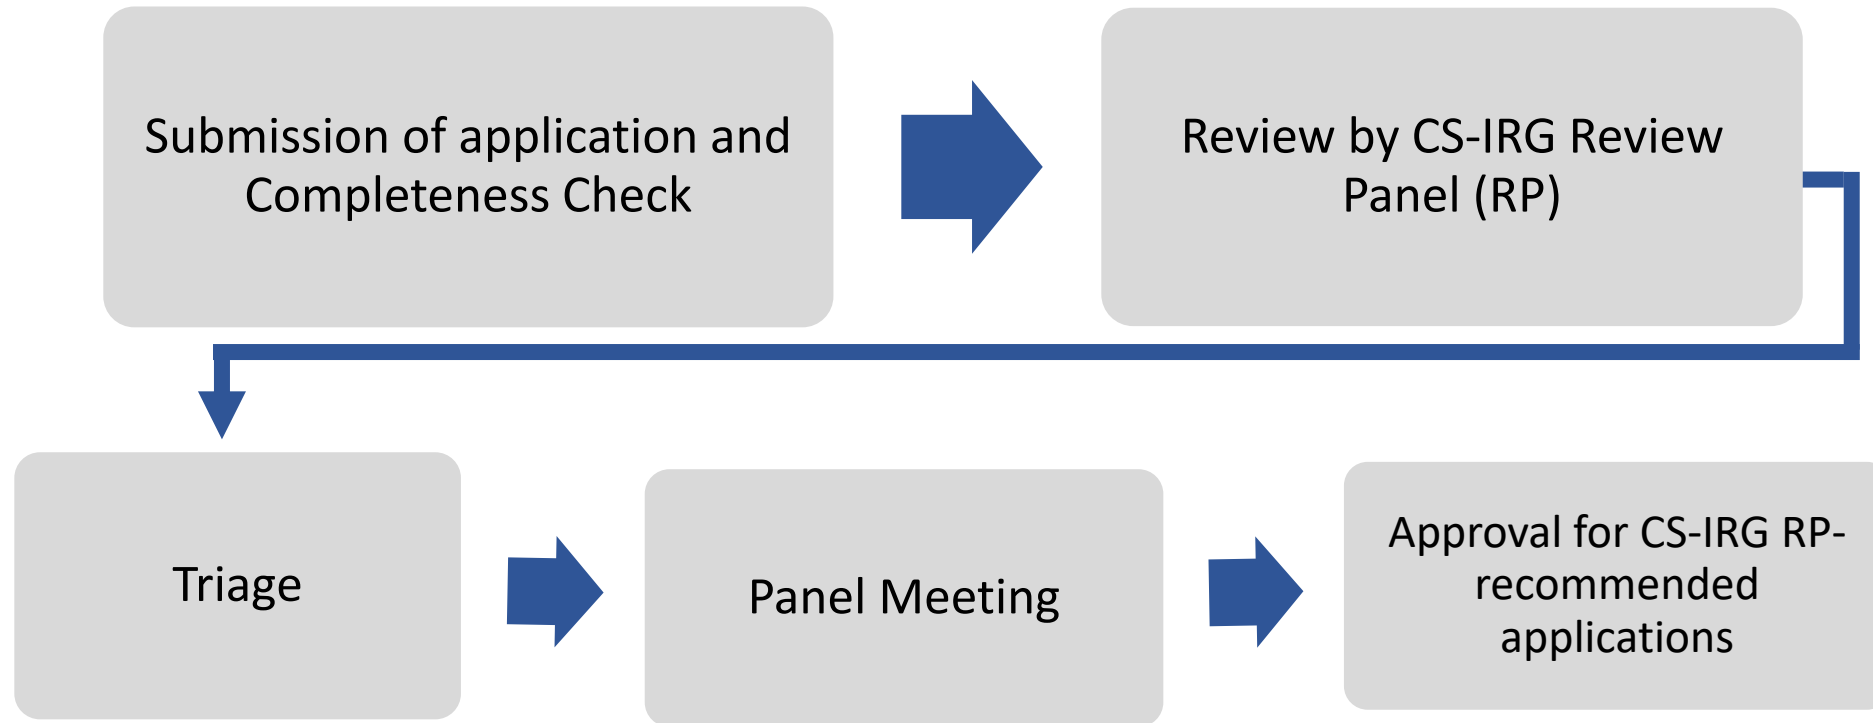 Submission of application and
Completeness Check
Review by CS-IRG Review
Panel (RP)
Triage
Panel Meeting
Approval for CS-IRG RP-
recommended
applications